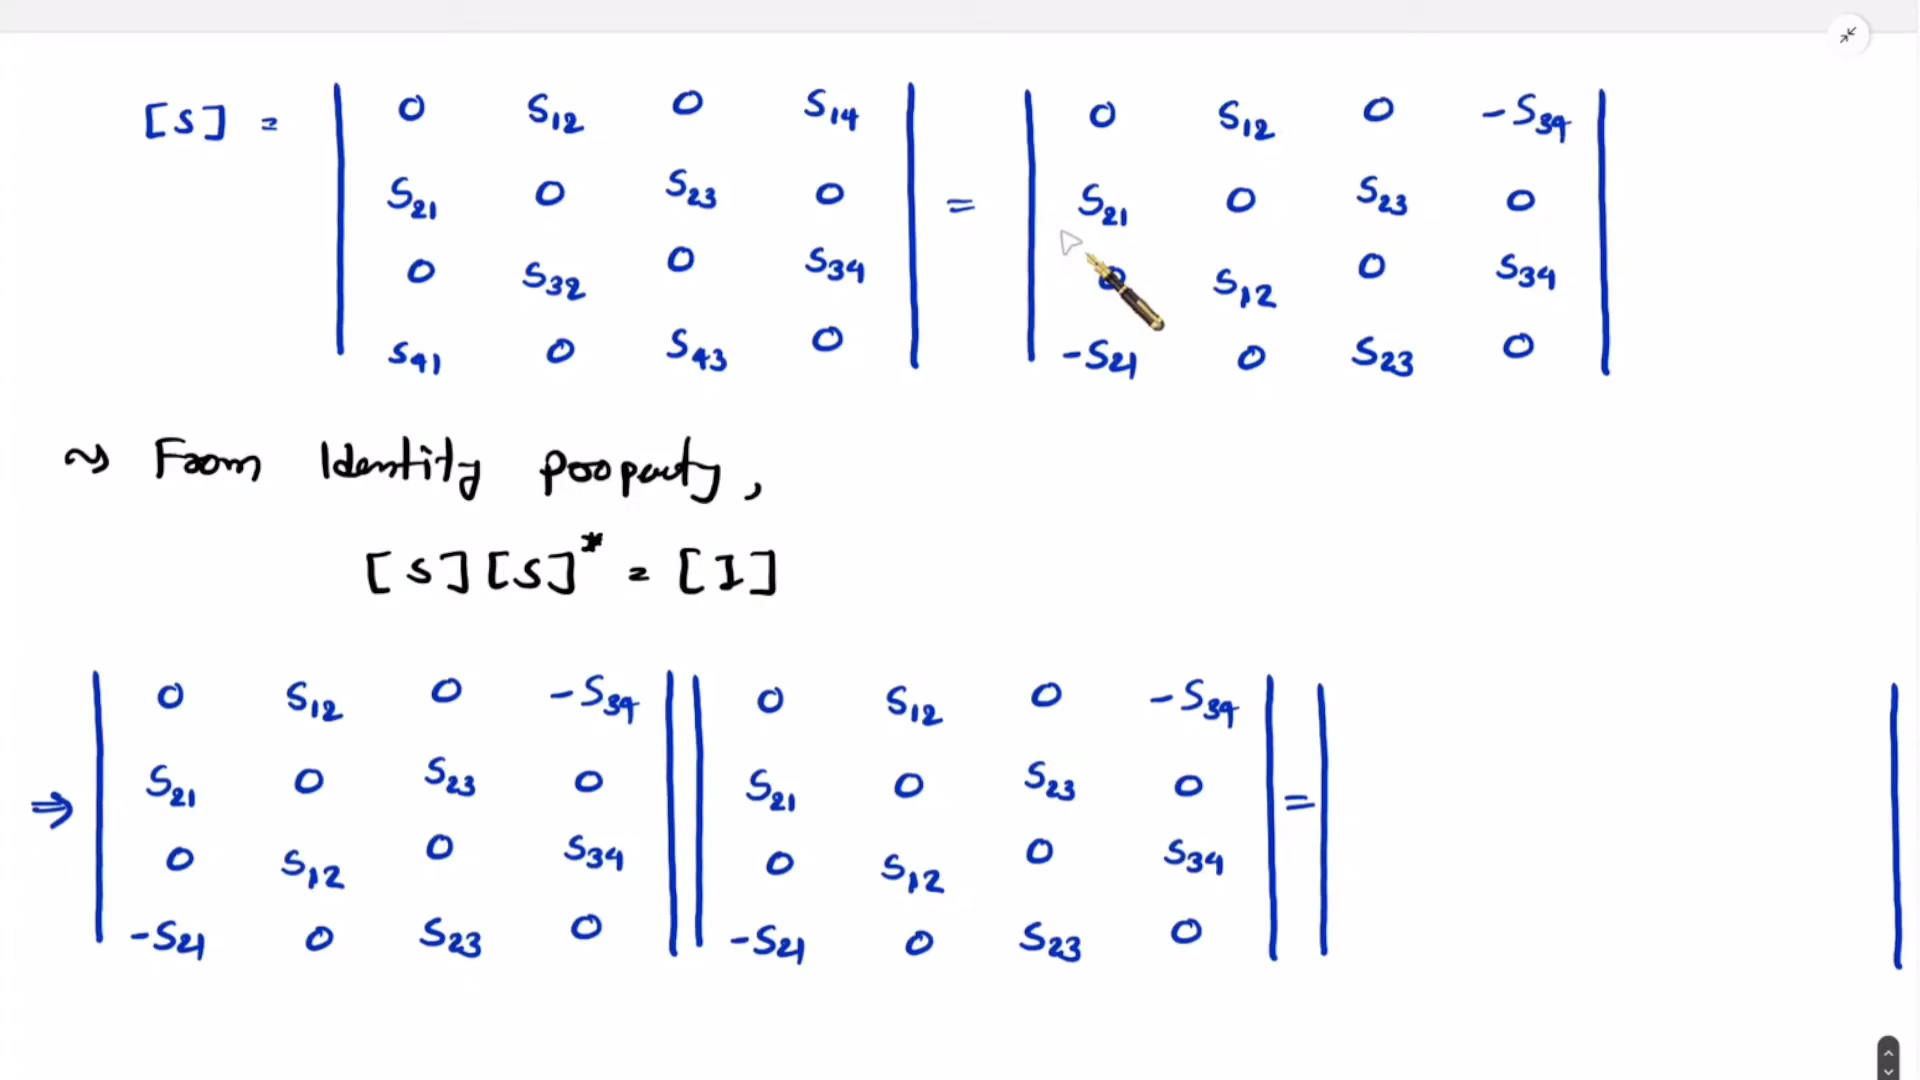 [S] = | 0 S12 0 S14 | = | 0 S12 0 -S34 |
| S21 0 S23 0 | | S21 0 S23 0 |
| 0 S32 0 S34 | | 0 S12 0 S34 |
| S41 0 S43 0 | | -S21 0 S23 0 |
~> From Identity property,
[S][S]* = [I]
⇒ | 0 S12 0 -S34 | | 0 S12 0 -S34 | = | |
| S21 0 S23 0 | | S21 0 S23 0 |
| 0 S12 0 S34 | | 0 S12 0 S34 |
| -S21 0 S23 0 | | -S21 0 S23 0 |